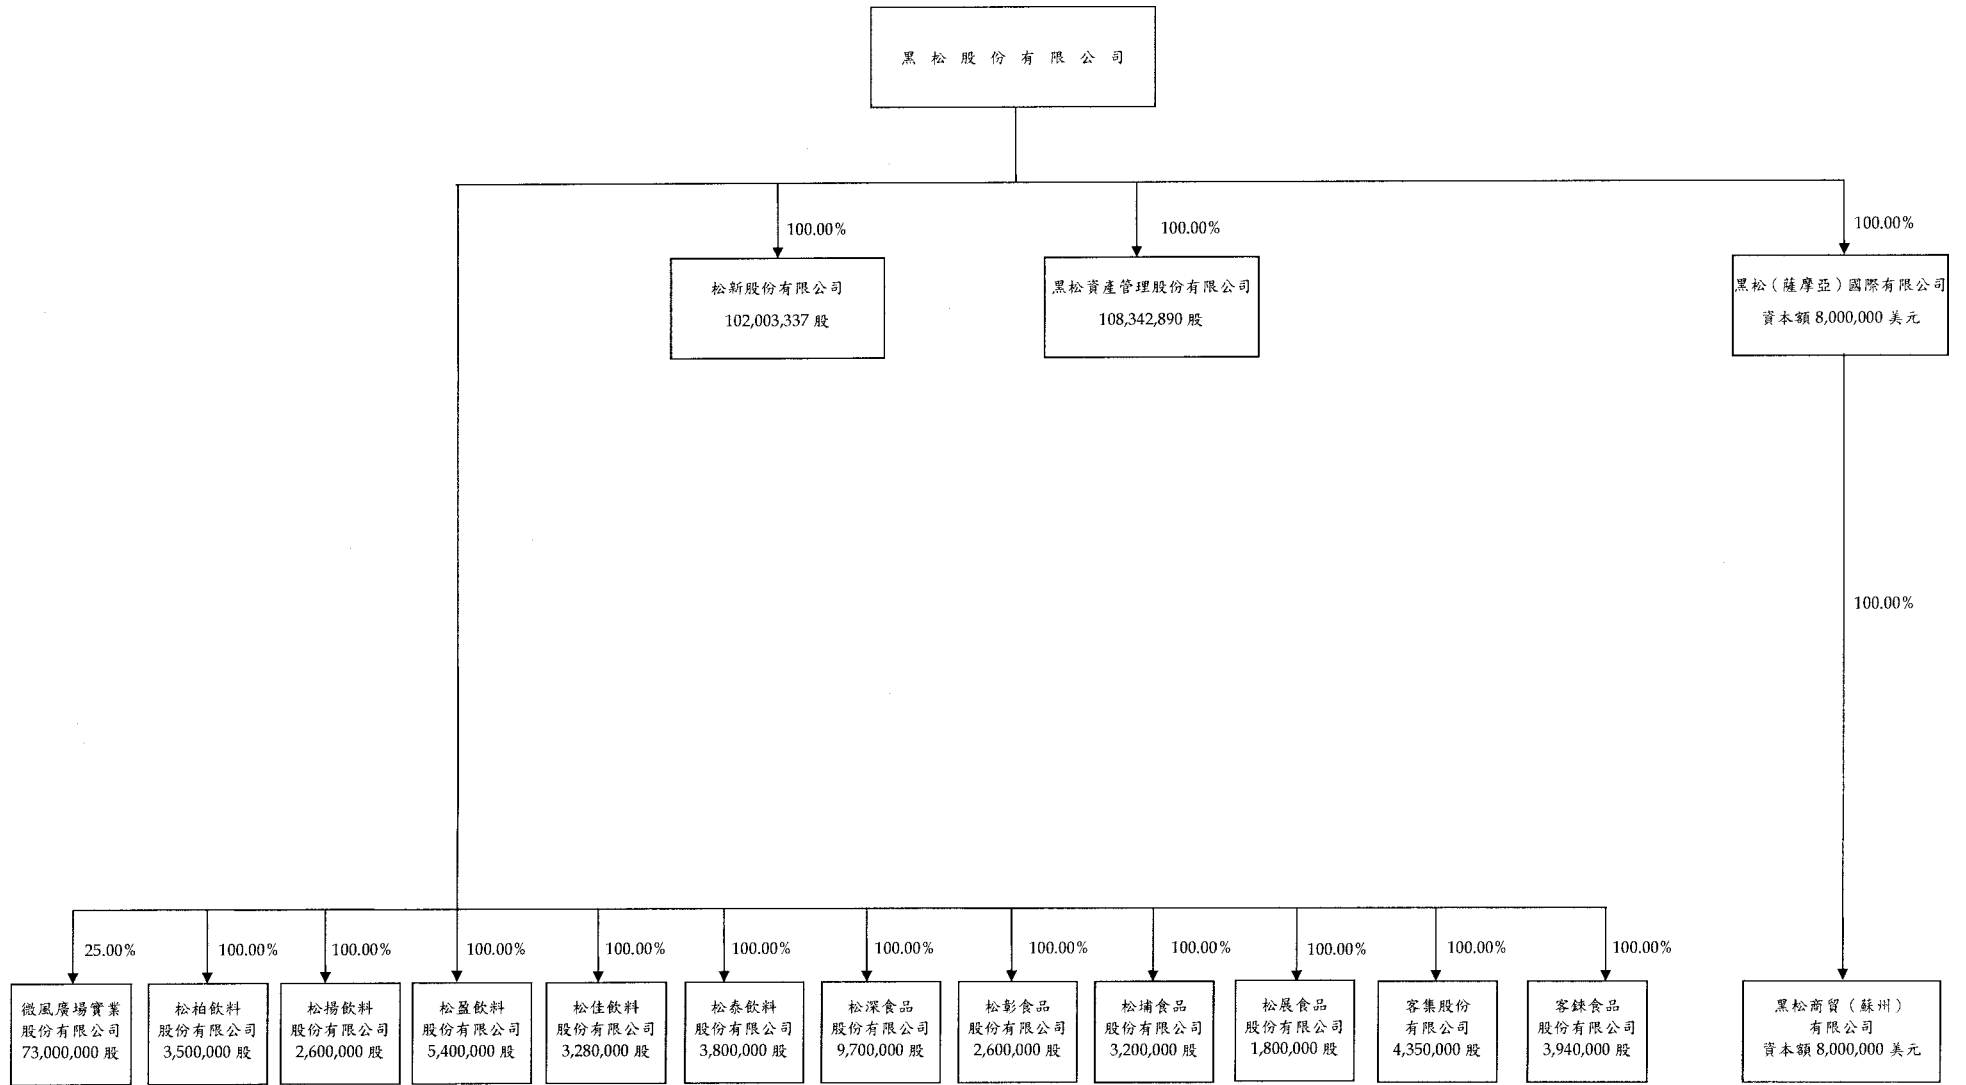 黑松股份有限公司
100.00%
100.00%
100.00%
松新股份有限公司
102,003,337 股
黑松資產管理股份有限公司
108,342,890 股
黑松(薩摩亞)國際有限公司
資本額 8,000,000 美元
100.00%
25.00%
100.00%
100.00%
100.00%
100.00%
100.00%
100.00%
100.00%
100.00%
100.00%
100.00%
100.00%
微風廣場實業
股份有限公司
73,000,000 股
松柏飲料
股份有限公司
3,500,000 股
松揚飲料
股份有限公司
2,600,000 股
松盈飲料
股份有限公司
5,400,000 股
松佳飲料
股份有限公司
3,280,000 股
松泰飲料
股份有限公司
3,800,000 股
松深食品
股份有限公司
9,700,000 股
松彰食品
股份有限公司
2,600,000 股
松埔食品
股份有限公司
3,200,000 股
松展食品
股份有限公司
1,800,000 股
客集股份
有限公司
4,350,000 股
客錸食品
股份有限公司
3,940,000 股
黑松商貿(蘇州)
有限公司
資本額 8,000,000 美元